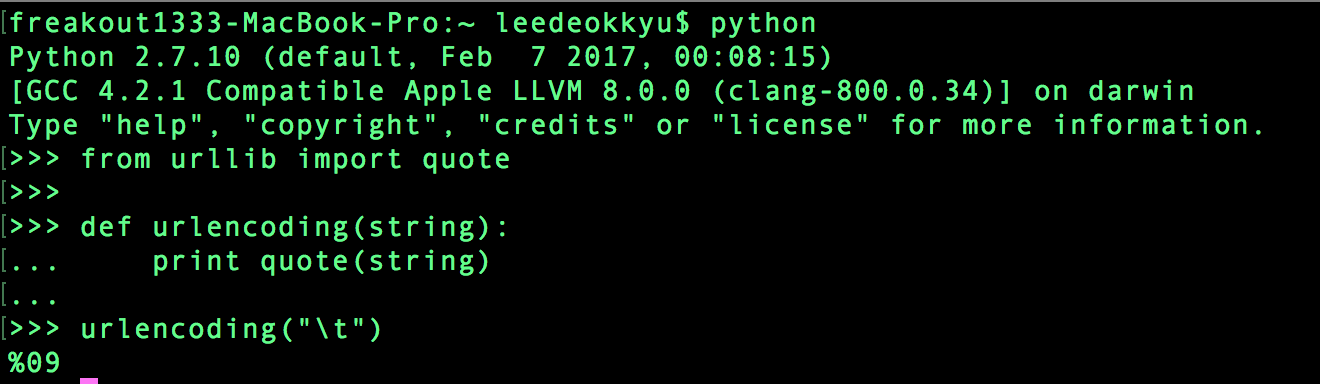 [freakout1333-MacBook-Pro:~ leedeokkyu$ python
Python 2.7.10 (default, Feb  7 2017, 00:08:15)
[GCC 4.2.1 Compatible Apple LLVM 8.0.0 (clang-800.0.34)] on darwin
Type "help", "copyright", "credits" or "license" for more information.
[>>> from urllib import quote
[>>>
[>>> def urlencoding(string):
[...     print quote(string)
[...
[>>> urlencoding("\t")
%09